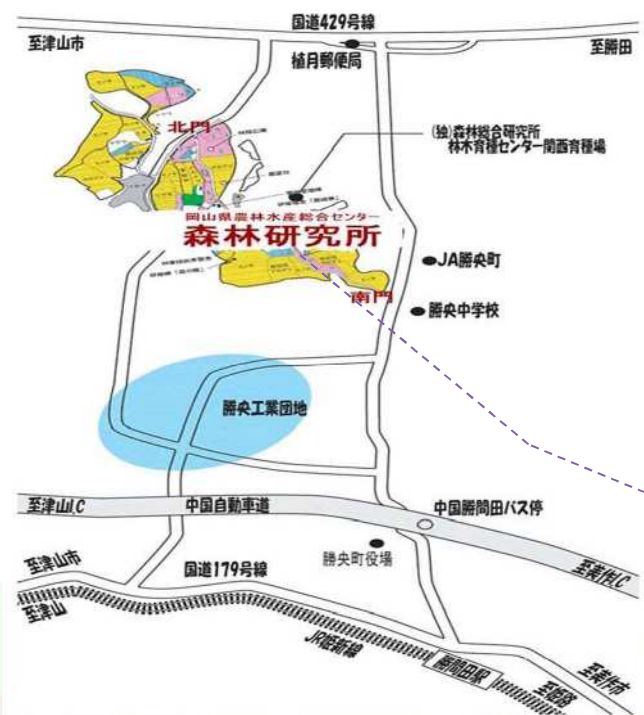 国道429号線
至津山市
植月郵便局
至勝田
北門
(独)森林総合研究所
林木育種センター関西育種場
岡山県農林水産総合センター
森林研究所
南門
JA勝央町
勝央中学校
勝央工業団地
至津山I.C
中国自動車道
中国勝間田バス停
至美作I.C
勝央町役場
至津山市
国道179号線
至津山
JR姫新線
勝間田駅
至美作市
至姫路